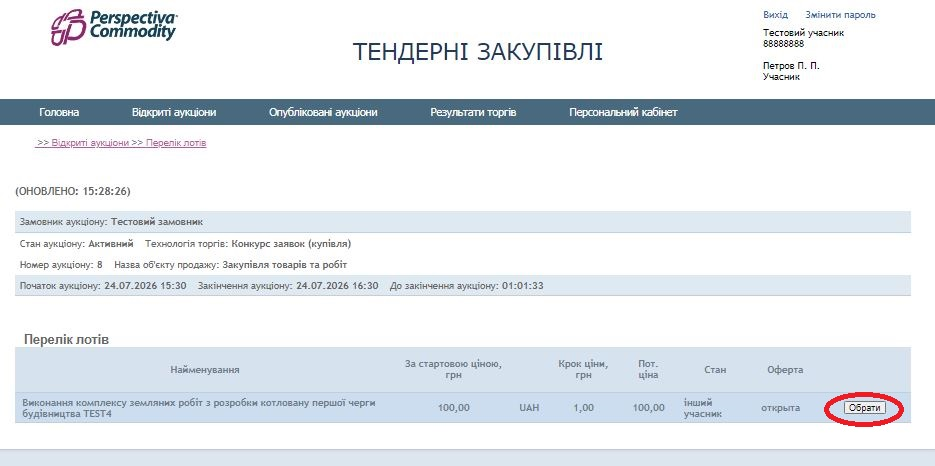 Perspectiva
Commodity
Вихід Змінити пароль
Тестовий учасник
88888888
Петров П. П.
Учасник
ТЕНДЕРНІ ЗАКУПІВЛІ
Головна Відкриті аукціони Опубліковані аукціони Результати торгів Персональний кабінет
>> Відкриті аукціони >> Перелік лотів
(ОНОВЛЕНО: 15:28:26)
Замовник аукціону: Тестовий замовник
Стан аукціону: Активний Технологія торгів: Конкурс заявок (купівля)
Номер аукціону: 8 Назва об'єкту продажу: Закупівля товарів та робіт
Початок аукціону: 24.07.2026 15:30 Закінчення аукціону: 24.07.2026 16:30 До закінчення аукціону: 01:01:33
Перелік лотів
Найменування За стартовою ціною, грн Крок ціни, грн Пот. ціна Стан Оферта
Виконання комплексу земляних робіт з розробки котловану першої черги
будівництва TEST4 100,00 UAH 1,00 100,00 інший учасник открыта Обрати